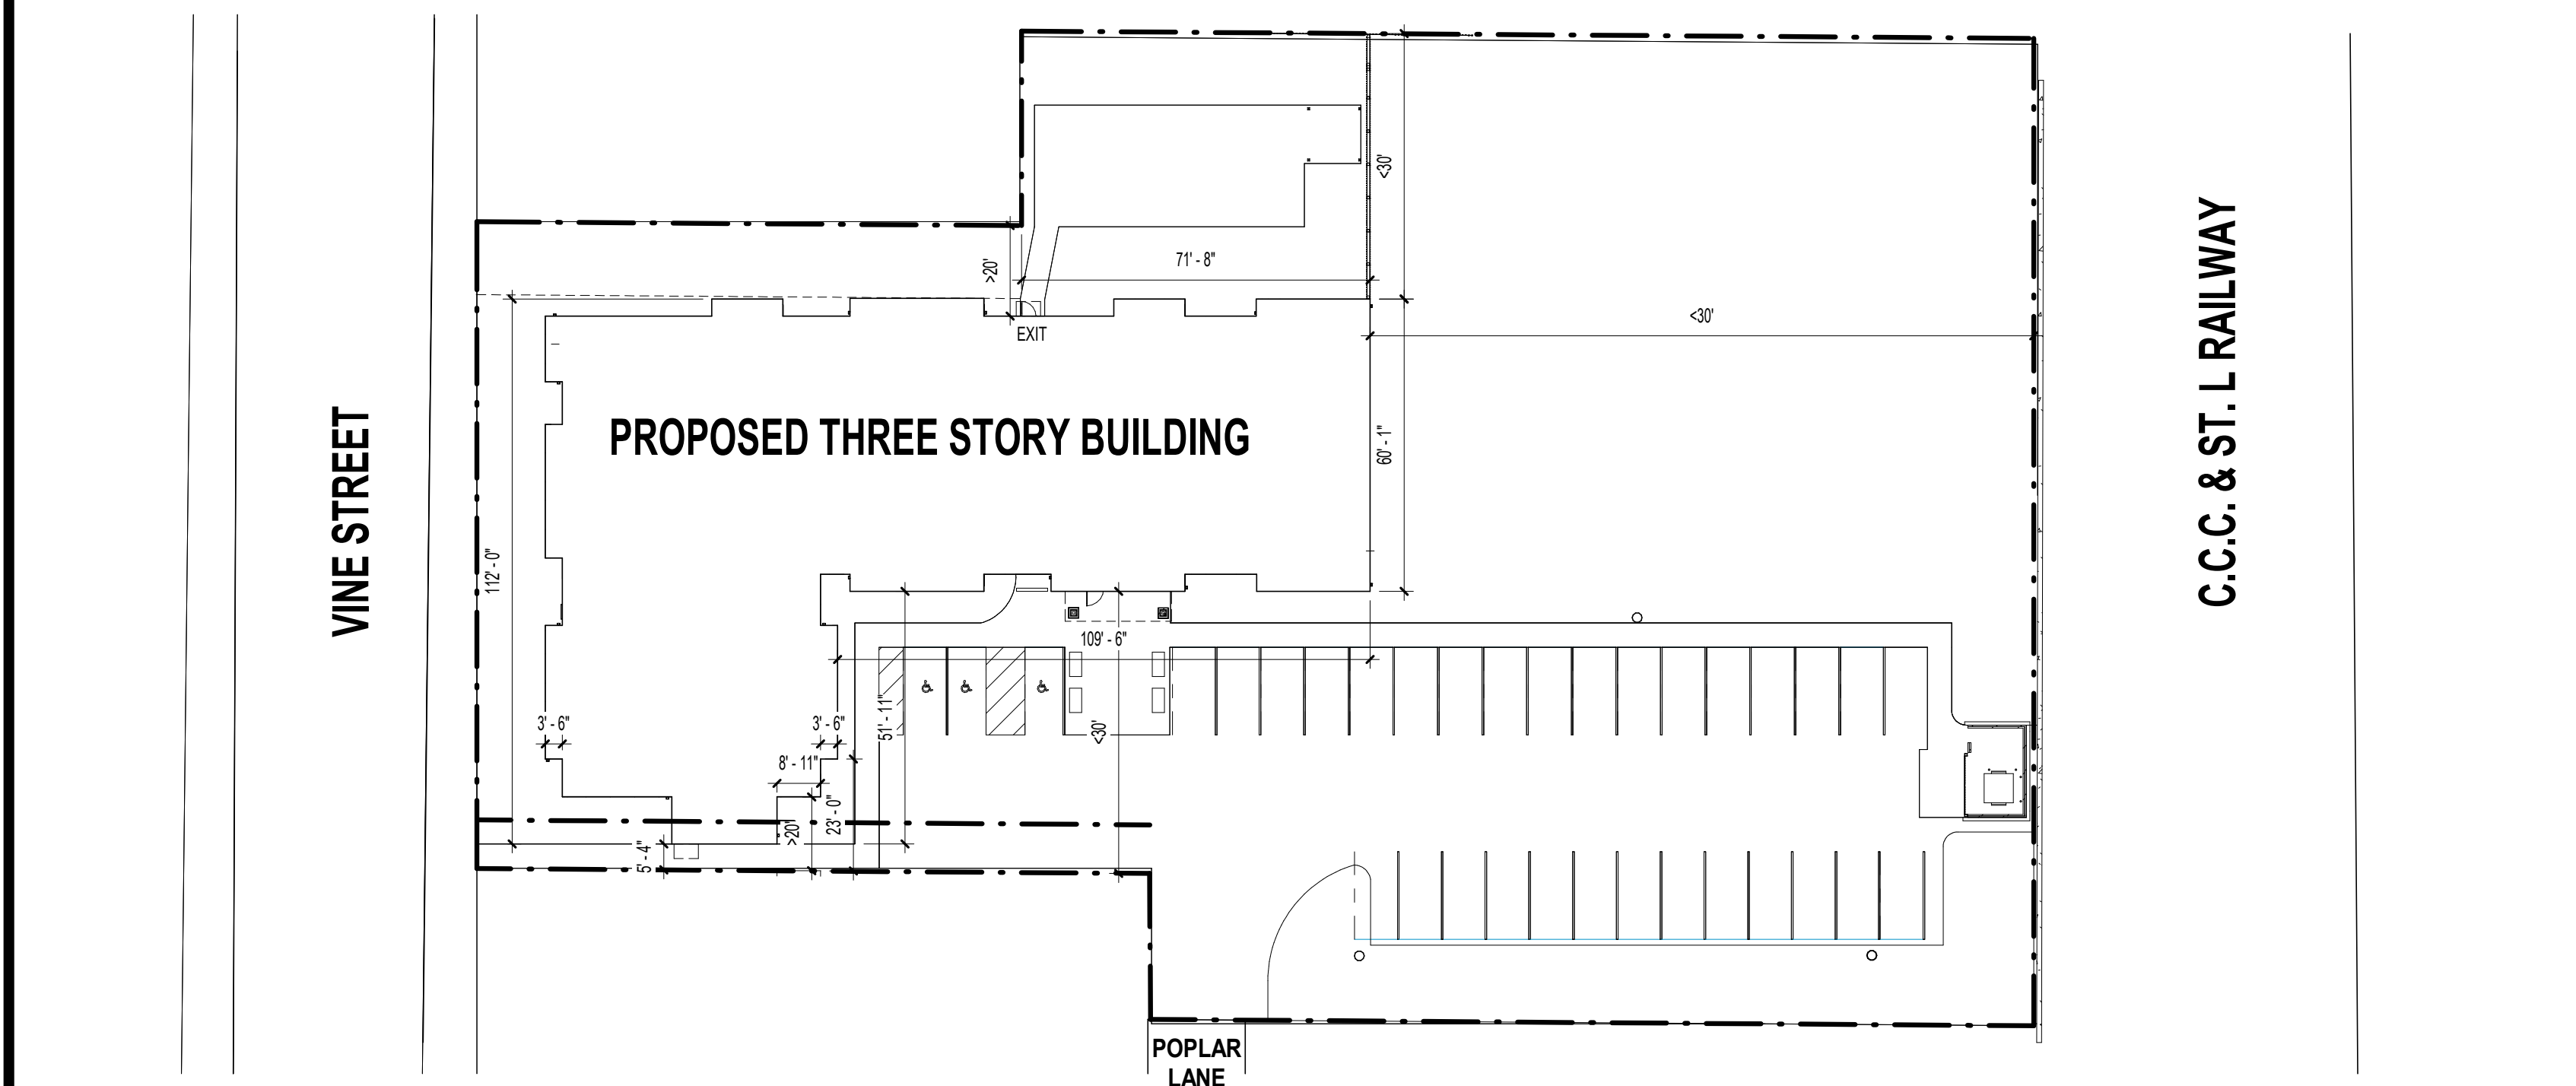 <30'
>20'
71' - 8"
EXIT
<30'
PROPOSED THREE STORY BUILDING
60' - 1"
VINE STREET
C.C.C. & ST. L RAILWAY
112' - 0"
109' - 6"
3' - 6"
3' - 6"
51' - 11"
<30'
8' - 11"
>20'
23' - 0"
5' - 4"
POPLAR
LANE